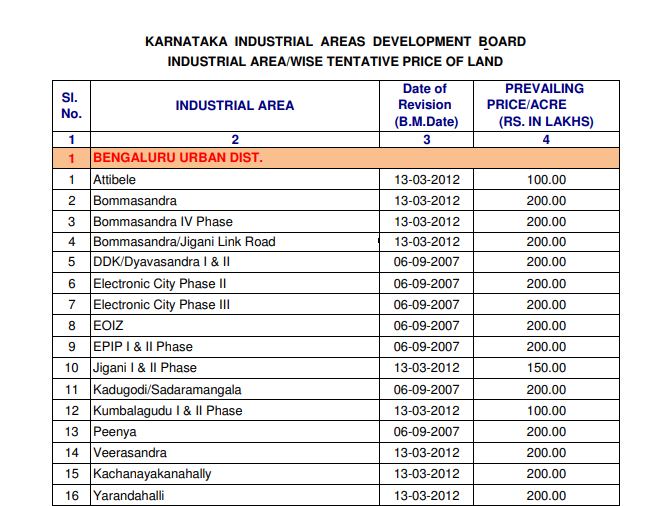 KARNATAKA INDUSTRIAL AREAS DEVELOPMENT BOARD
INDUSTRIAL AREA/WISE TENTATIVE PRICE OF LAND
Sl. No. INDUSTRIAL AREA Date of Revision (B.M.Date) PREVAILING PRICE/ACRE (RS. IN LAKHS)
1 2 3 4
1 BENGALURU URBAN DIST.
1 Attibele 13-03-2012 100.00
2 Bommasandra 13-03-2012 200.00
3 Bommasandra IV Phase 13-03-2012 200.00
4 Bommasandra/Jigani Link Road 13-03-2012 200.00
5 DDK/Dyavasandra I & II 06-09-2007 200.00
6 Electronic City Phase II 06-09-2007 200.00
7 Electronic City Phase III 06-09-2007 200.00
8 EOIZ 06-09-2007 200.00
9 EPIP I & II Phase 06-09-2007 200.00
10 Jigani I & II Phase 13-03-2012 150.00
11 Kadugodi/Sadaramangala 06-09-2007 200.00
12 Kumbalagudu I & II Phase 13-03-2012 100.00
13 Peenya 06-09-2007 200.00
14 Veerasandra 13-03-2012 200.00
15 Kachanayakanahally 13-03-2012 200.00
16 Yarandahalli 13-03-2012 200.00